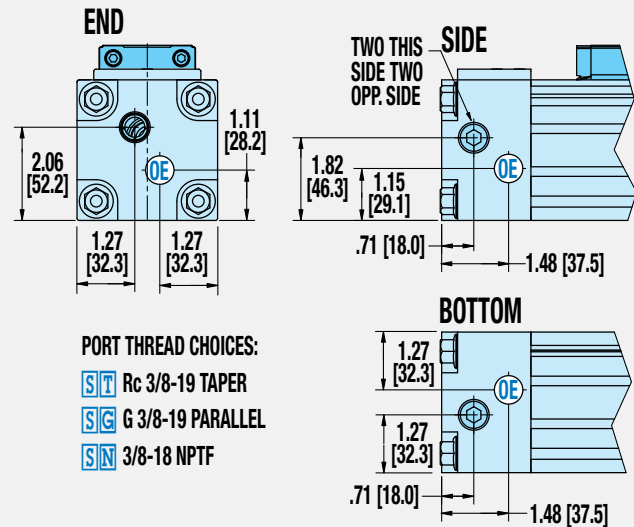 END
1.11
[28.2]
2.06
[52.2]
OE
1.27
[32.3]
1.27
[32.3]
SIDE
TWO THIS
SIDE TWO
OPP. SIDE
1.82
[46.3]
1.15
[29.1]
OE
.71 [18.0]
1.48 [37.5]
BOTTOM
1.27
[32.3]
OE
1.27
[32.3]
.71 [18.0]
1.48 [37.5]
PORT THREAD CHOICES:
ST Rc 3/8-19 TAPER
SG G 3/8-19 PARALLEL
SN 3/8-18 NPTF